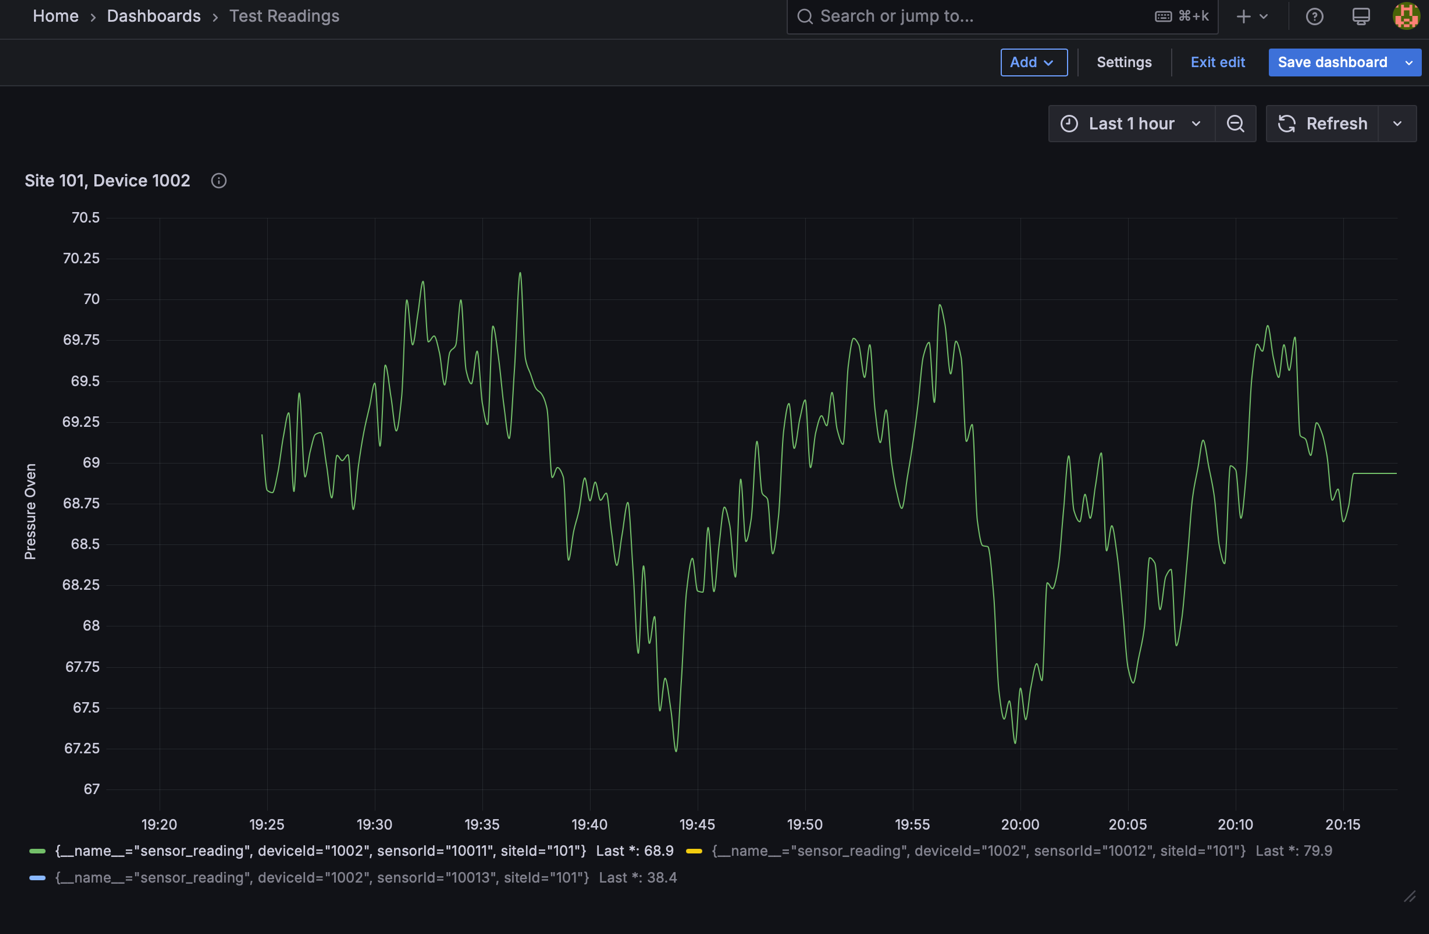 Home > Dashboards > Test Readings
Search or jump to...
⌘+k
Add
Settings
Exit edit
Save dashboard
Last 1 hour
Refresh
Site 101, Device 1002
70.5
70.25
70
69.75
69.5
69.25
69
68.75
68.5
68.25
68
67.75
67.5
67.25
67
Pressure Oven
19:20
19:25
19:30
19:35
19:40
19:45
19:50
19:55
20:00
20:05
20:10
20:15
{__name__="sensor_reading", deviceId="1002", sensorId="10011", siteId="101"} Last *: 68.9
{__name__="sensor_reading", deviceId="1002", sensorId="10012", siteId="101"} Last *: 79.9
{__name__="sensor_reading", deviceId="1002", sensorId="10013", siteId="101"} Last *: 38.4